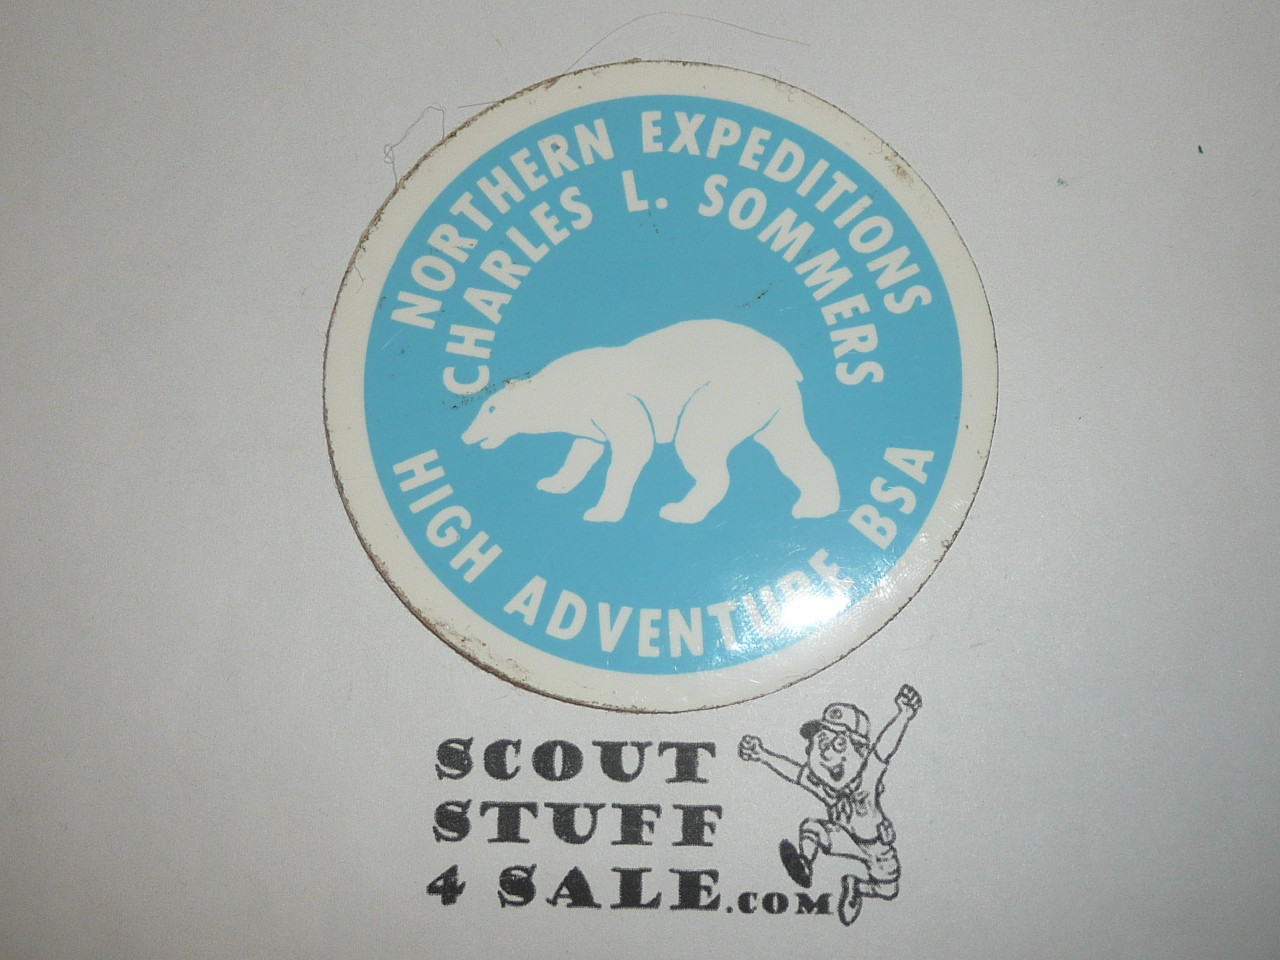 NORTHERN EXPEDITIONS
CHARLES L. SOMMERS
HIGH ADVENTURE BSA
SCOUT
STUFF
4 SALE.COM